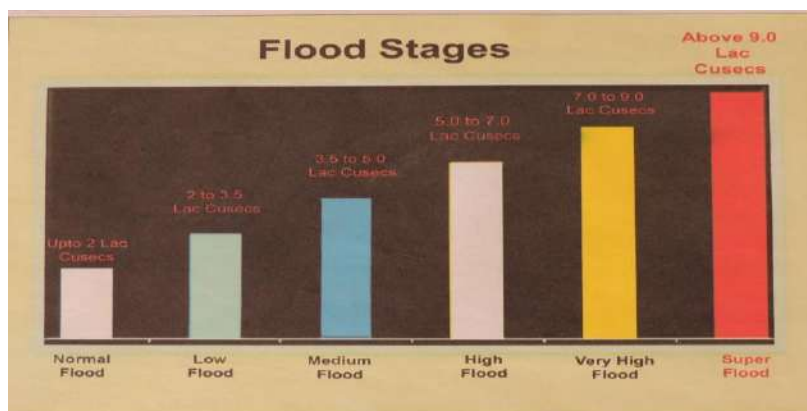 Flood Stages
Above 9.0
Lac
Cusecs
7.0 to 9.0
Lac Cusecs
5.0 to 7.0
Lac Cusecs
3.5 to 5.0
Lac Cusecs
2 to 3.5
Lac Cusecs
Upto 2 Lac
Cusecs
Normal
Flood
Low
Flood
Medium
Flood
High
Flood
Very High
Flood
Super
Flood